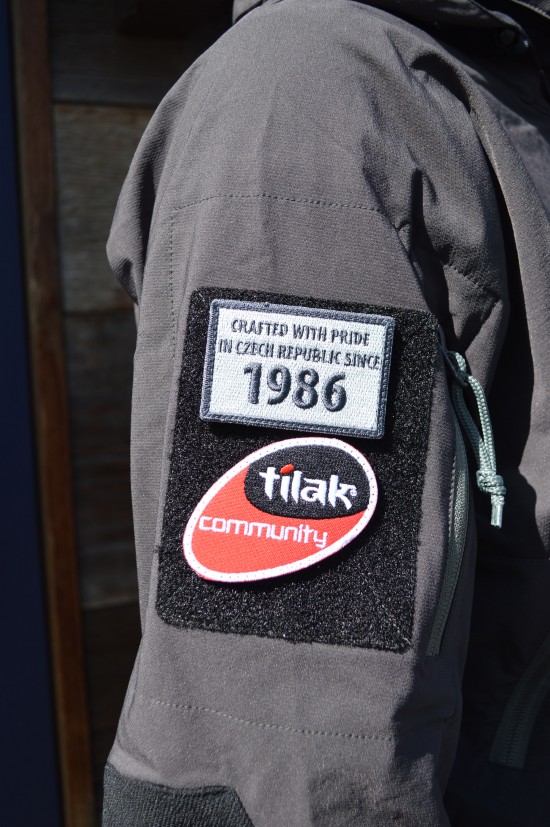 CRAFTED WITH PRIDE
IN CZECH REPUBLIC SINCE
1986
tilak
community